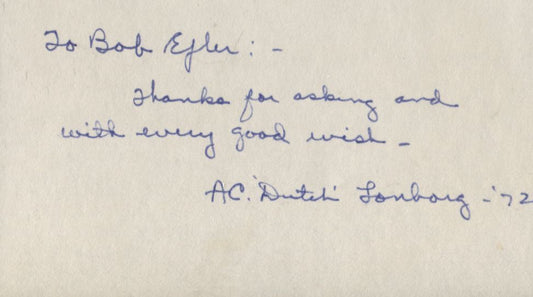 To Bob Efler: -
Thanks for asking and
with every good wish -
A.C. "Dutch" Lonborg - '72